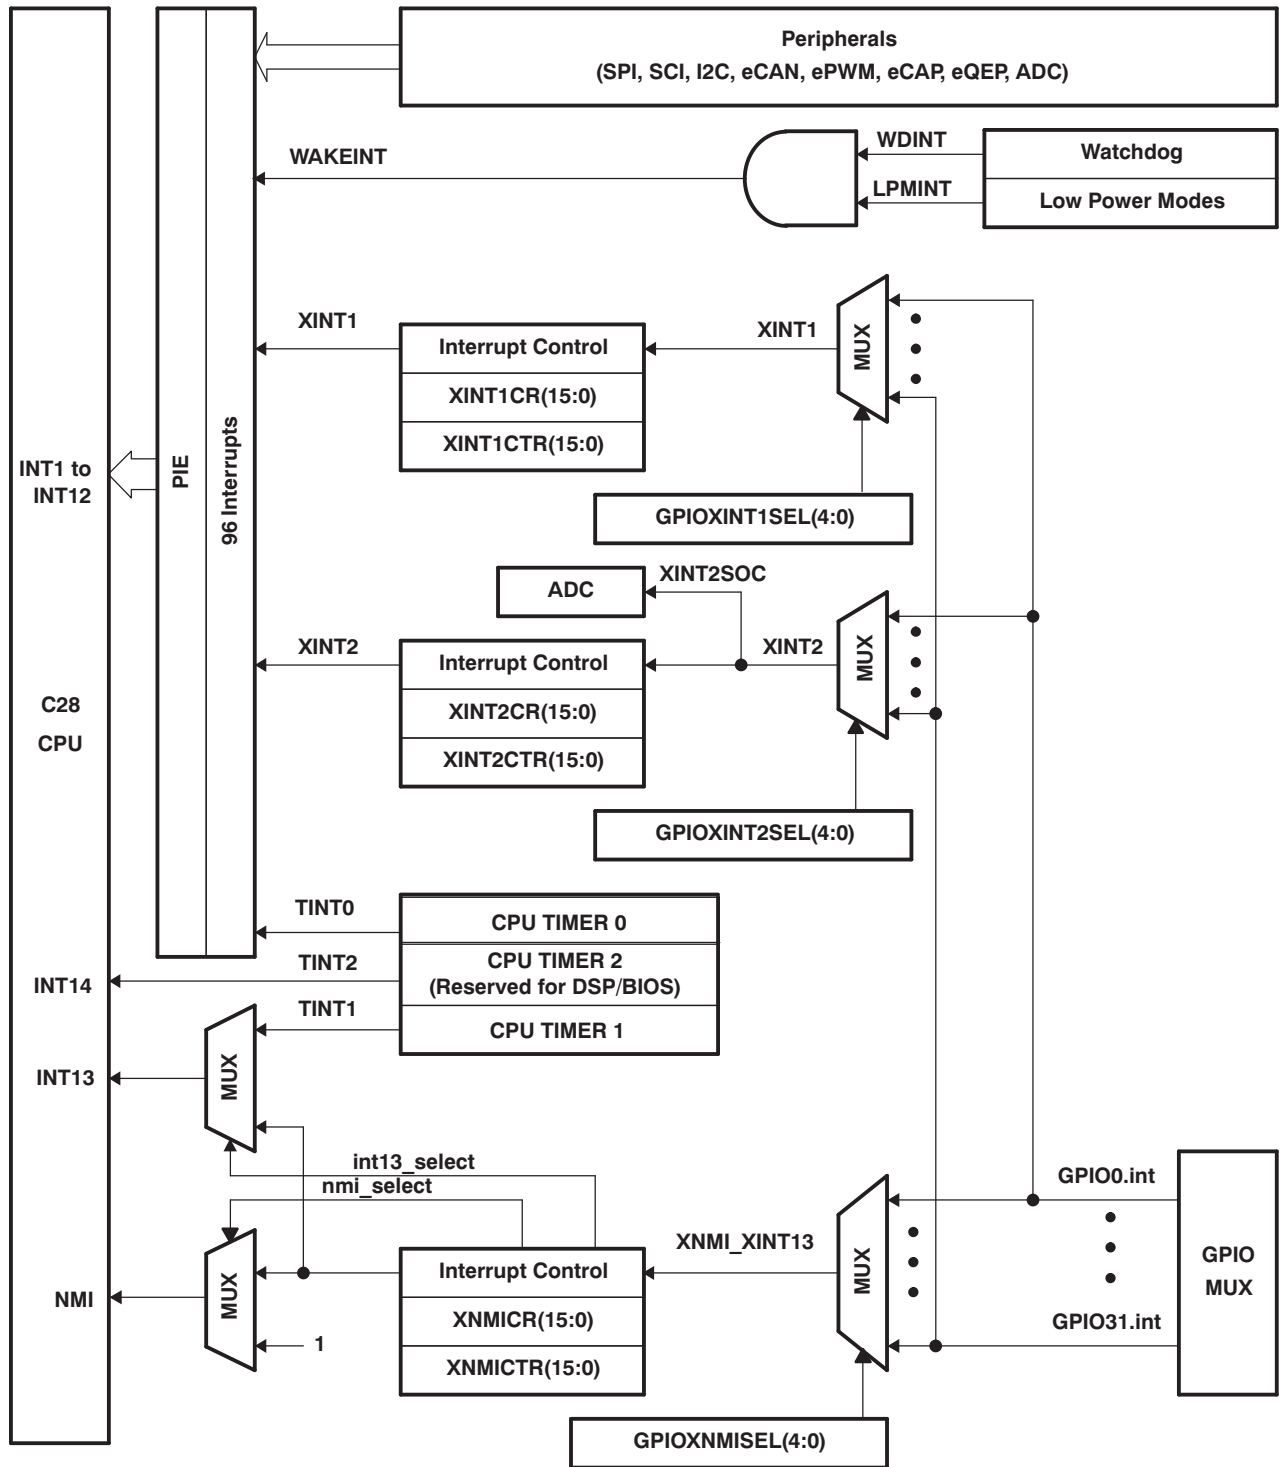 Peripherals
(SPI, SCI, I2C, eCAN, ePWM, eCAP, eQEP, ADC)
WAKEINT
WDINT
Watchdog
LPMINT
Low Power Modes
XINT1
Interrupt Control
XINT1CR(15:0)
XINT1CTR(15:0)
XINT1
MUX
GPIOXINT1SEL(4:0)
INT1 to
INT12
PIE
96 Interrupts
ADC
XINT2SOC
XINT2
Interrupt Control
XINT2CR(15:0)
XINT2CTR(15:0)
XINT2
MUX
GPIOXINT2SEL(4:0)
C28
CPU
TINT0
CPU TIMER 0
TINT2
CPU TIMER 2
(Reserved for DSP/BIOS)
TINT1
CPU TIMER 1
INT14
INT13
MUX
int13_select
nmi_select
NMI
MUX
1
Interrupt Control
XNMICR(15:0)
XNMICTR(15:0)
XNMI_XINT13
MUX
GPIOXNMISEL(4:0)
GPIO0.int
GPIO31.int
GPIO
MUX